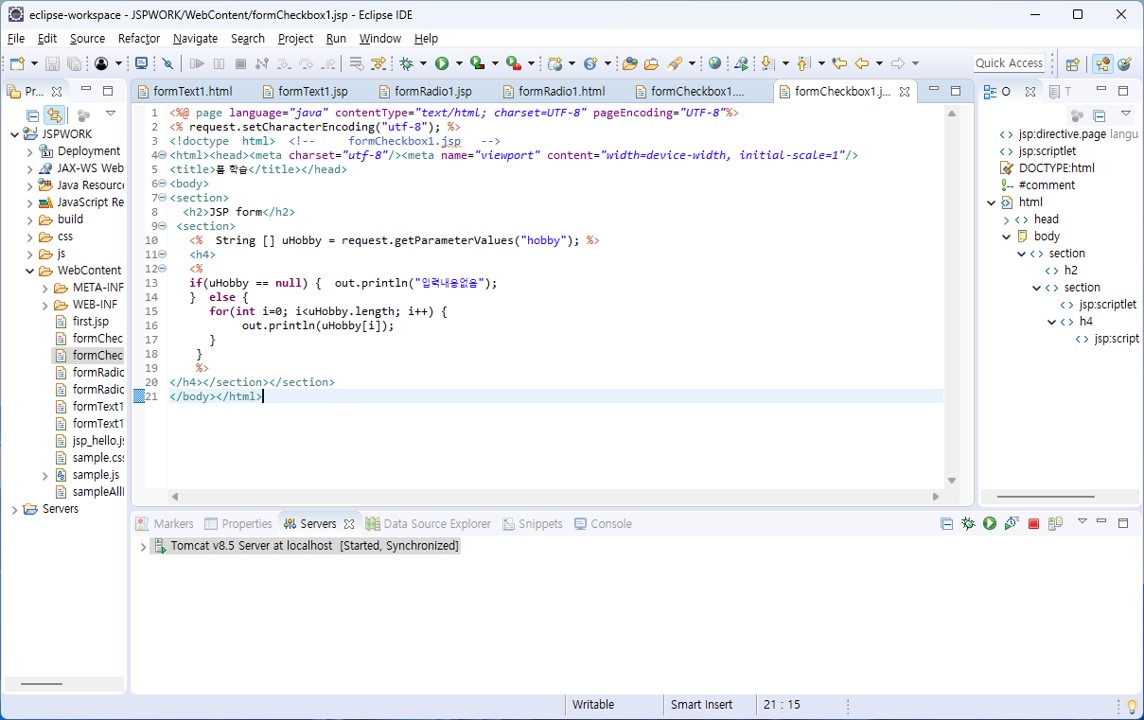 eclipse-workspace - JSPWORK/WebContent/formCheckbox1.jsp - Eclipse IDE
File Edit Source Refactor Navigate Search Project Run Window Help
Quick Access
Pr...
formText1.html formText1.jsp formRadio1.jsp formRadio1.html formCheckbox1.... formCheckbox1.j...
O T
JSPWORK
Deployment
JAX-WS Web
Java Resourc
JavaScript Re
build
css
js
WebContent
META-INF
WEB-INF
first.jsp
formChec
formChec
formRadic
formRadic
formText1
formText1
jsp_hello.js
sample.css
sample.js
sampleAll
Servers
1 <%@ page language="java" contentType="text/html; charset=UTF-8" pageEncoding="UTF-8"%>
2 <% request.setCharacterEncoding("utf-8"); %>
3 <!doctype html> <!-- formCheckbox1.jsp -->
4 <html><head><meta charset="utf-8"/><meta name="viewport" content="width=device-width, initial-scale=1"/>
5 <title>폼 학습</title></head>
6 <body>
7 <section>
8 <h2>JSP form</h2>
9 <section>
10 <% String [] uHobby = request.getParameterValues("hobby"); %>
11 <h4>
12 <%
13 if(uHobby == null) { out.println("입력내용없음");
14 } else {
15 for(int i=0; i<uHobby.length; i++) {
16 out.println(uHobby[i]);
17 }
18 }
19 %>
20 </h4></section></section>
21 </body></html>
jsp:directive.page langu
jsp:scriptlet
DOCTYPE:html
#comment
html
head
body
section
h2
section
jsp:scriptlet
h4
jsp:script
Markers Properties Servers Data Source Explorer Snippets Console
Tomcat v8.5 Server at localhost [Started, Synchronized]
Writable Smart Insert 21 : 15